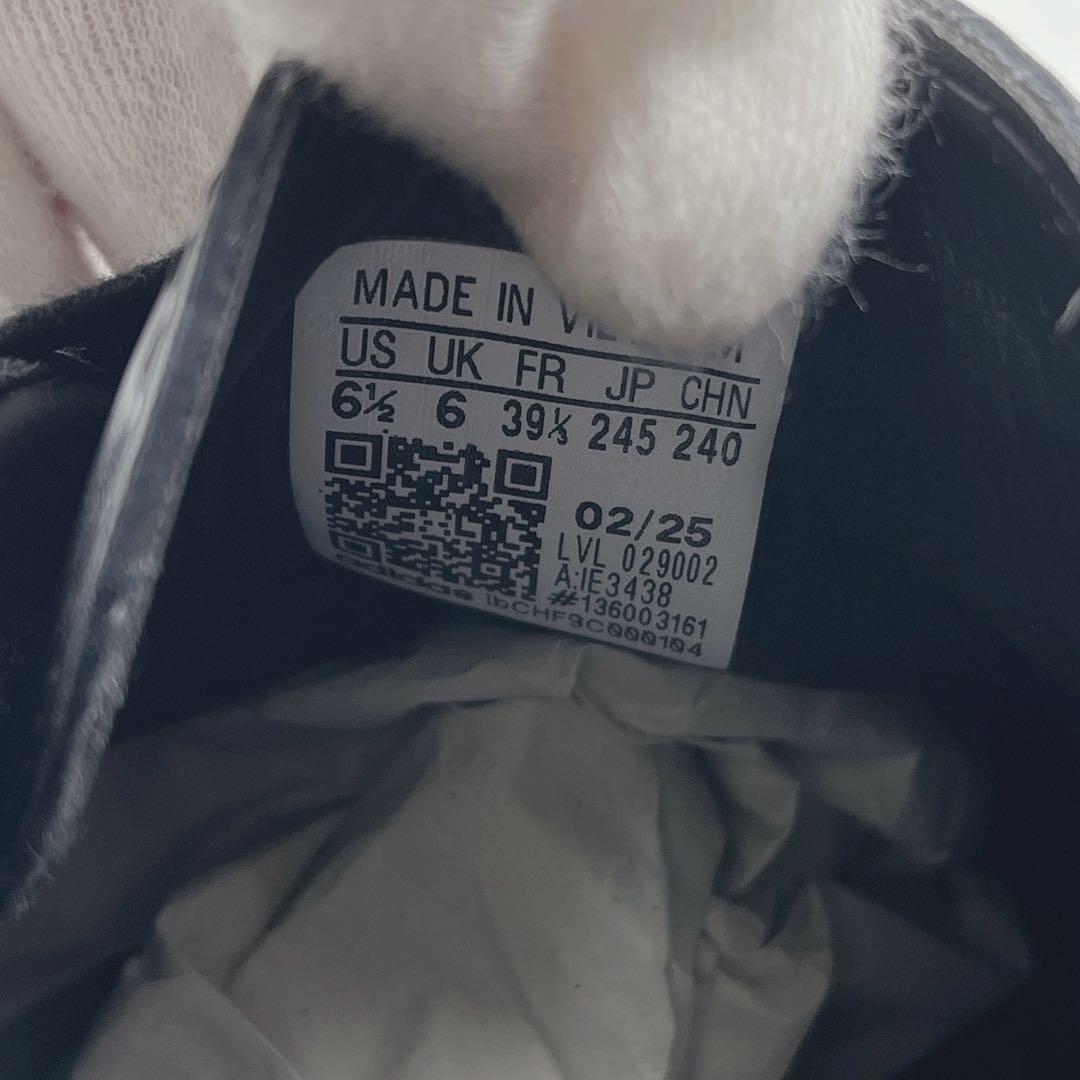 MADE IN
US UK FR JP CHN
6½ 6 39⅓ 245 240
02/25
LVL 029002
A:IE3438
#136003161
adidas 1bCHF9C000104